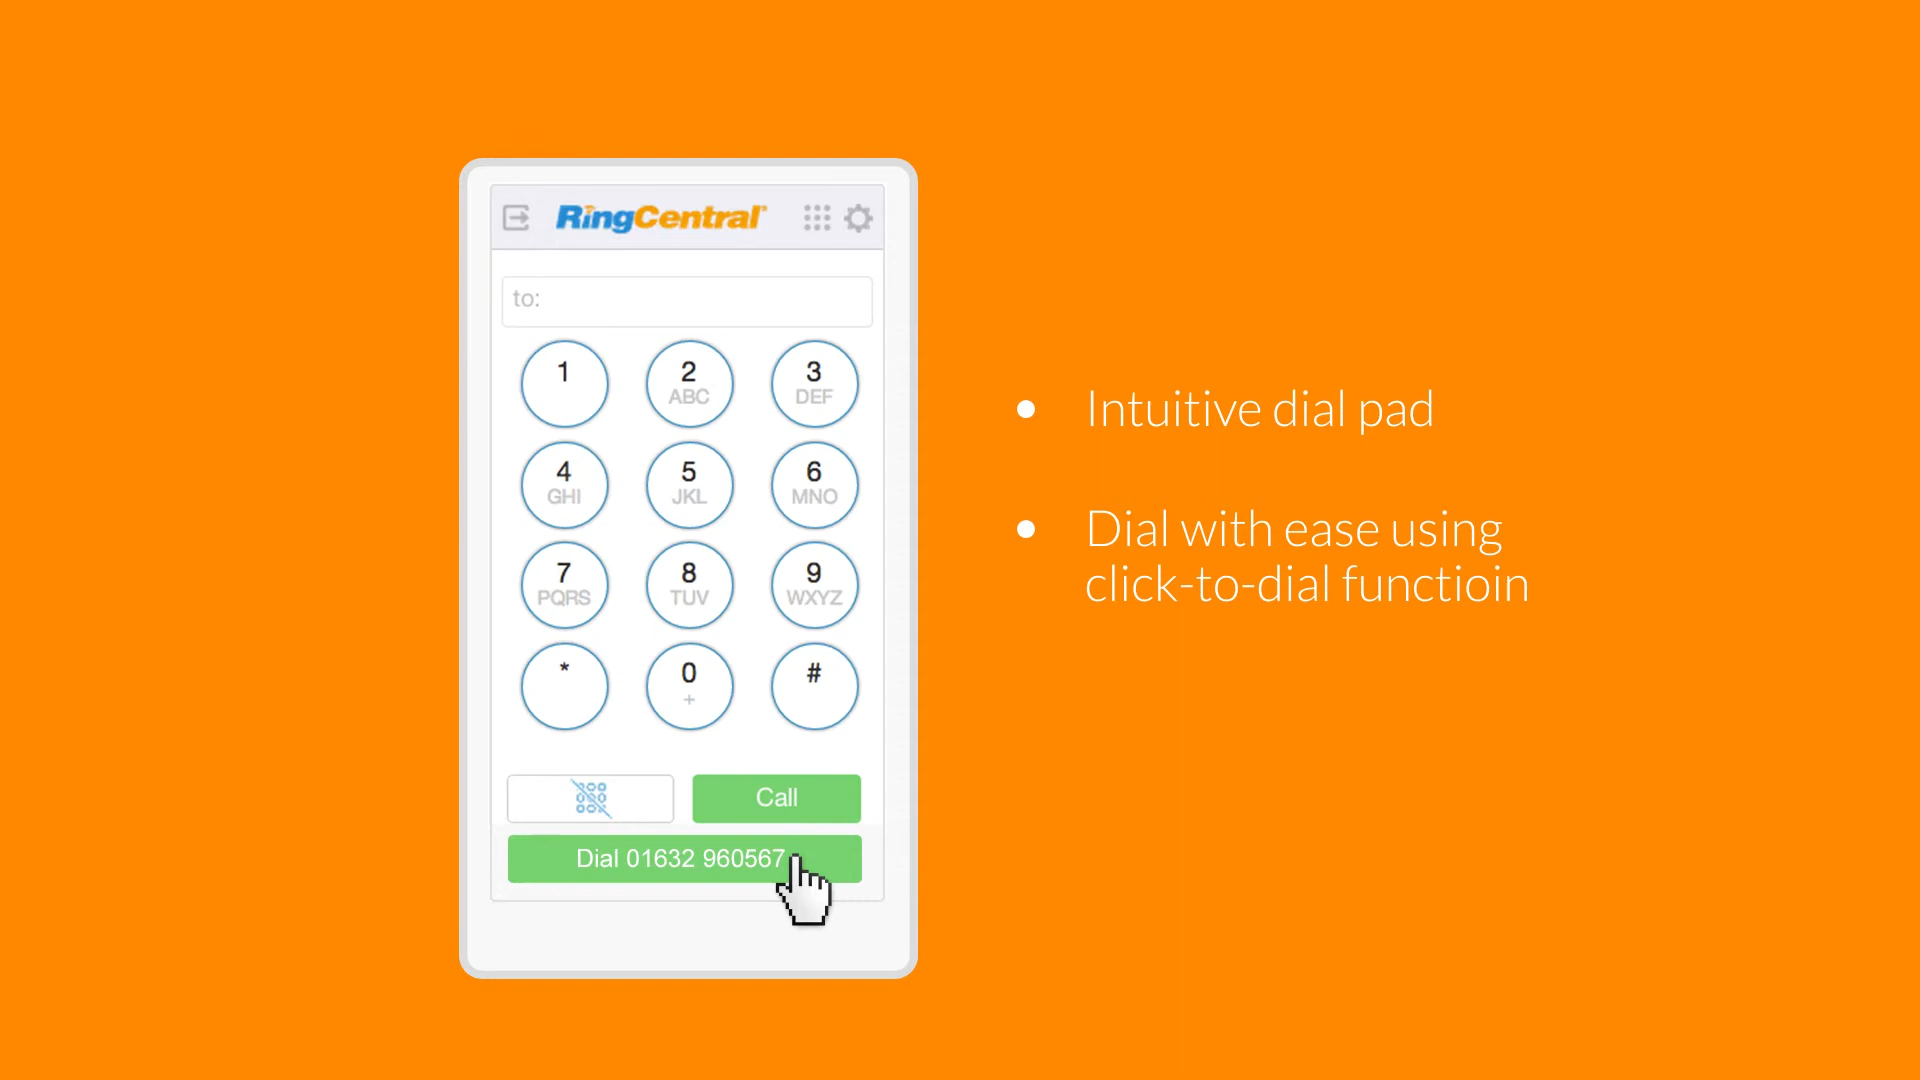 RingCentral
to:
1
2
ABC
3
DEF
4
GHI
5
JKL
6
MNO
7
PQRS
8
TUV
9
WXYZ
*
0
+
#
Call
Dial 01632 960567
• Intuitive dial pad
• Dial with ease using
click-to-dial functioin